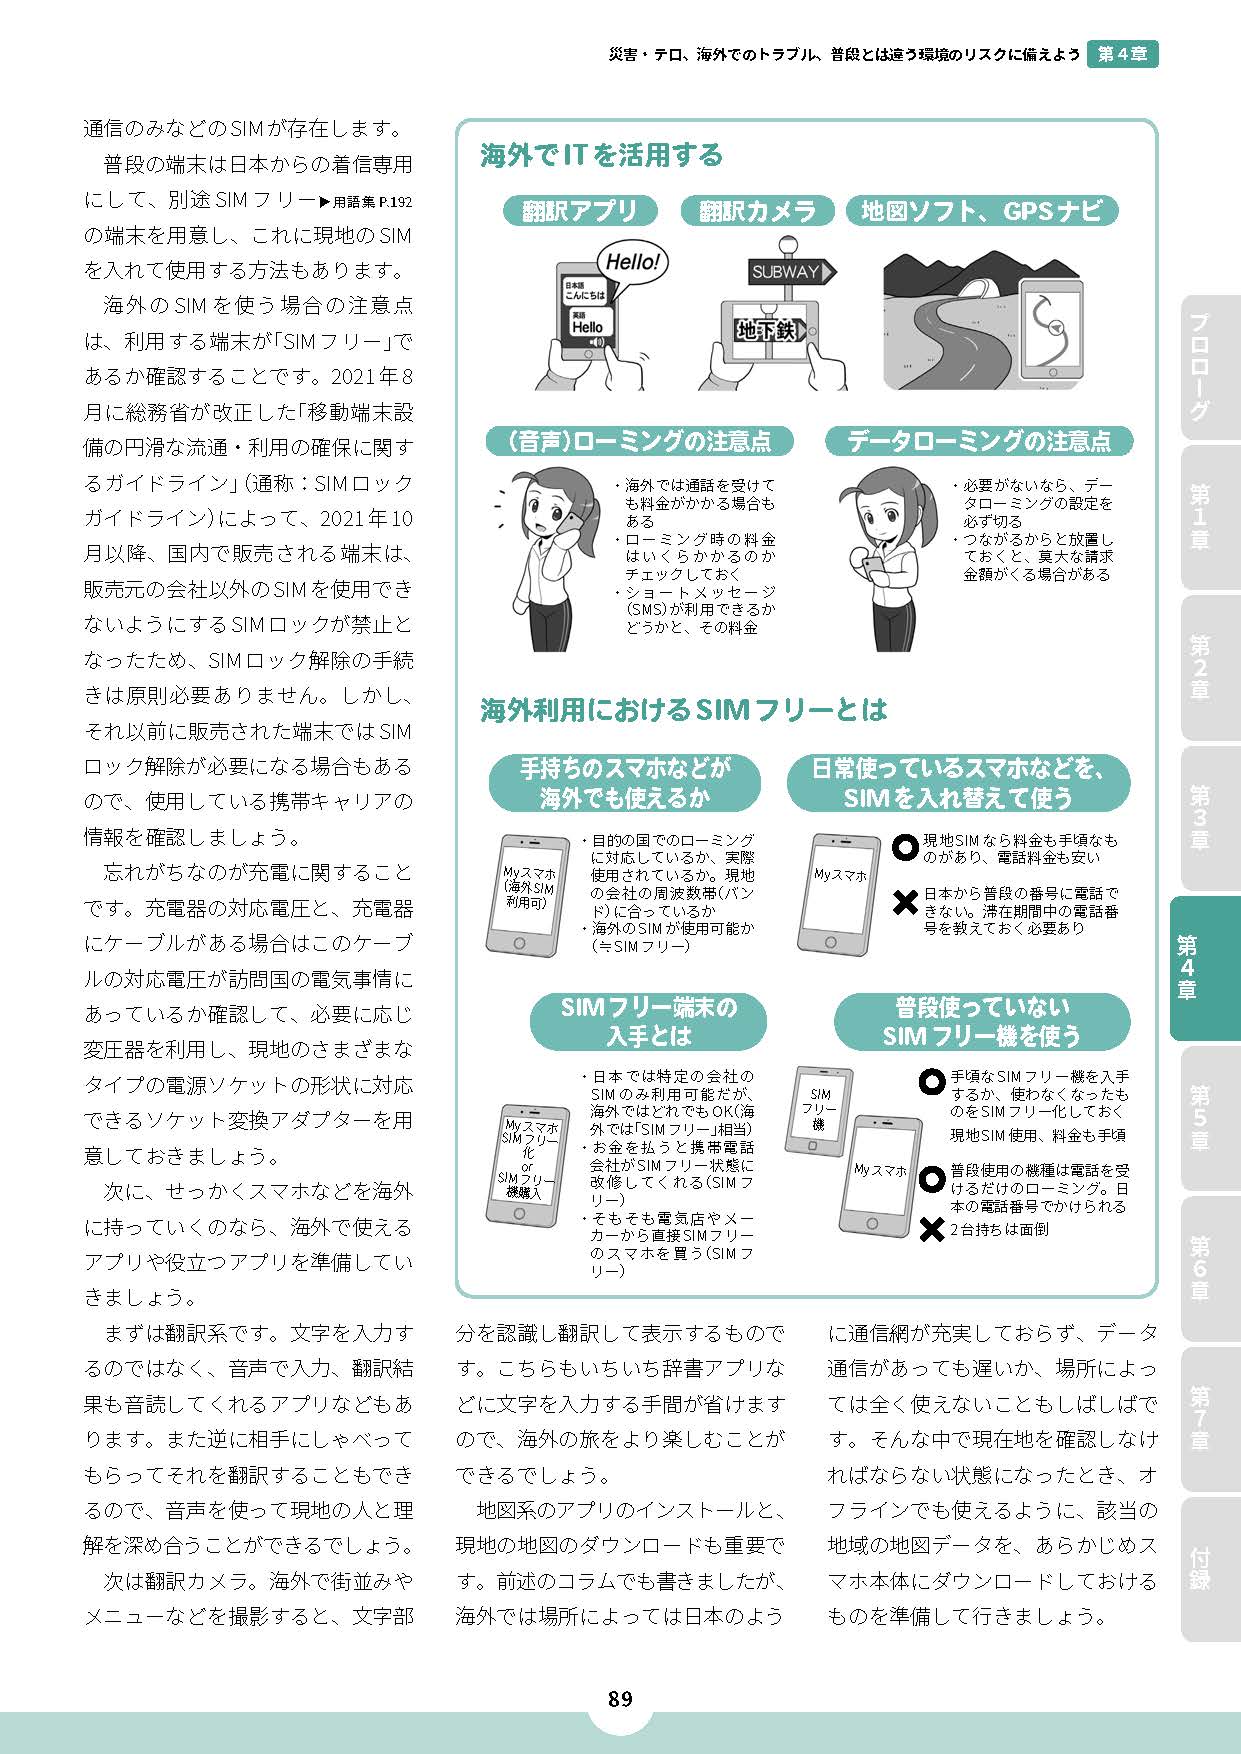 災害・テロ、海外でのトラブル、普段とは違う環境のリスクに備えよう 第4章
通信のみなどのSIMが存在します。
普段の端末は日本からの着信専用
にして、別途SIMフリー▶用語集P.192
の端末を用意し、これに現地のSIM
を入れて使用する方法もあります。
海外のSIMを使う場合の注意点
は、利用する端末が「SIMフリー」で
あるか確認することです。2021年8
月に総務省が改正した「移動端末設
備の円滑な流通・利用の確保に関す
るガイドライン」（通称：SIMロック
ガイドライン）によって、2021年10
月以降、国内で販売される端末は、
販売元の会社以外のSIMを使用でき
ないようにするSIMロックが禁止と
なったため、SIMロック解除の手続
きは原則必要ありません。しかし、
それ以前に販売された端末ではSIM
ロック解除が必要になる場合もある
ので、使用している携帯キャリアの
情報を確認しましょう。
忘れがちなのが充電に関すること
です。充電器の対応電圧と、充電器
にケーブルがある場合はこのケーブ
ルの対応電圧が訪問国の電気事情に
あっているか確認して、必要に応じ
変圧器を利用し、現地のさまざまな
タイプの電源ソケットの形状に対応
できるソケット変換アダプターを用
意しておきましょう。
次に、せっかくスマホなどを海外
に持っていくのなら、海外で使える
アプリや役立つアプリを準備してい
きましょう。
まずは翻訳系です。文字を入力す
るのではなく、音声で入力、翻訳結
果も音読してくれるアプリなどもあ
ります。また逆に相手にしゃべって
もらってそれを翻訳することもでき
るので、音声を使って現地の人と理
解を深め合うことができるでしょう。
次は翻訳カメラ。海外で街並みや
メニューなどを撮影すると、文字部
海外でITを活用する
翻訳アプリ
翻訳カメラ
地図ソフト、GPSナビ
Hello!
日本語
こんにちは
英語
Hello
SUBWAY
地下鉄
（音声）ローミングの注意点
・海外では通話を受けて
も料金がかかる場合も
ある
・ローミング時の料金
はいくらかかるのか
チェックしておく
・ショートメッセージ
（SMS）が利用できるか
どうかと、その料金
データローミングの注意点
・必要がないなら、デー
タローミングの設定を
必ず切る
・つながるからと放置し
ておくと、莫大な請求
金額がくる場合がある
海外利用におけるSIMフリーとは
手持ちのスマホなどが
海外でも使えるか
Myスマホ
（海外SIM
利用可）
・目的の国でのローミング
に対応しているか、実際
使用されているか。現地
の会社の周波数帯（バン
ド）に合っているか
・海外のSIMが使用可能か
（≒SIMフリー）
日常使っているスマホなどを、
SIMを入れ替えて使う
Myスマホ
現地SIMなら料金も手頃なも
のがあり、電話料金も安い
日本から普段の番号に電話で
きない。滞在期間中の電話番
号を教えておく必要あり
SIMフリー端末の
入手とは
Myスマホ
SIMフリー
化
or
SIMフリー
機購入
・日本では特定の会社の
SIMのみ利用可能だが、
海外ではどれでもOK（海
外では「SIMフリー」相当）
・お金を払うと携帯電話
会社がSIMフリー状態に
改修してくれる（SIMフ
リー）
・そもそも電気店やメー
カーから直接SIMフリー
のスマホを買う（SIMフ
リー）
普段使っていない
SIMフリー機を使う
SIM
フリー
機
Myスマホ
手頃なSIMフリー機を入手
するか、使わなくなったも
のをSIMフリー化しておく
現地SIM使用、料金も手頃
普段使用の機種は電話を受
けるだけのローミング。日
本の電話番号でかけられる
2台持ちは面倒
分を認識し翻訳して表示するもので
す。こちらもいちいち辞書アプリな
どに文字を入力する手間が省けます
ので、海外の旅をより楽しむことが
できるでしょう。
地図系のアプリのインストールと、
現地の地図のダウンロードも重要で
す。前述のコラムでも書きましたが、
海外では場所によっては日本のよう
に通信網が充実しておらず、データ
通信があっても遅いか、場所によっ
ては全く使えないこともしばしばで
す。そんな中で現在地を確認しなけ
ればならない状態になったとき、オ
フラインでも使えるように、該当の
地域の地図データを、あらかじめス
マホ本体にダウンロードしておける
ものを準備して行きましょう。
プロローグ
第1章
第2章
第3章
第4章
第5章
第6章
第7章
付録
89